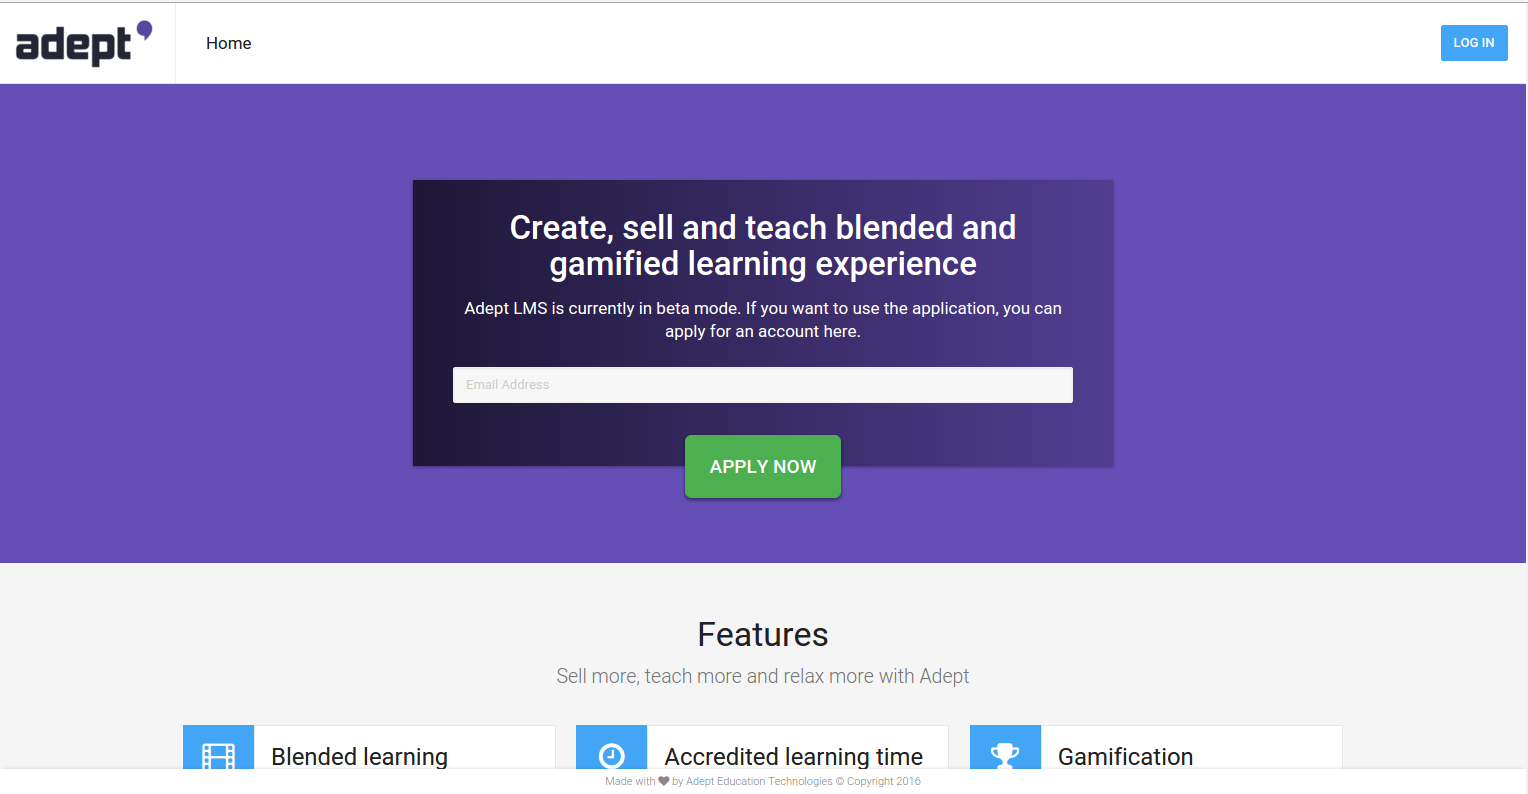 adept
Home
LOG IN
Create, sell and teach blended and
gamified learning experience
Adept LMS is currently in beta mode. If you want to use the application, you can
apply for an account here.
Email Address
APPLY NOW
Features
Sell more, teach more and relax more with Adept
Blended learning
Accredited learning time
Gamification
Made with by Adept Education Technologies © Copyright 2016